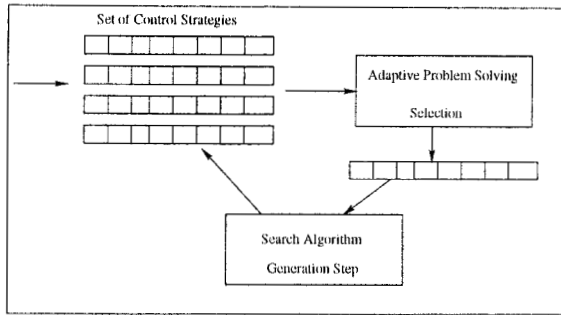 Set of Control Strategies
Adaptive Problem Solving
Selection
Search Algorithm
Generation Step